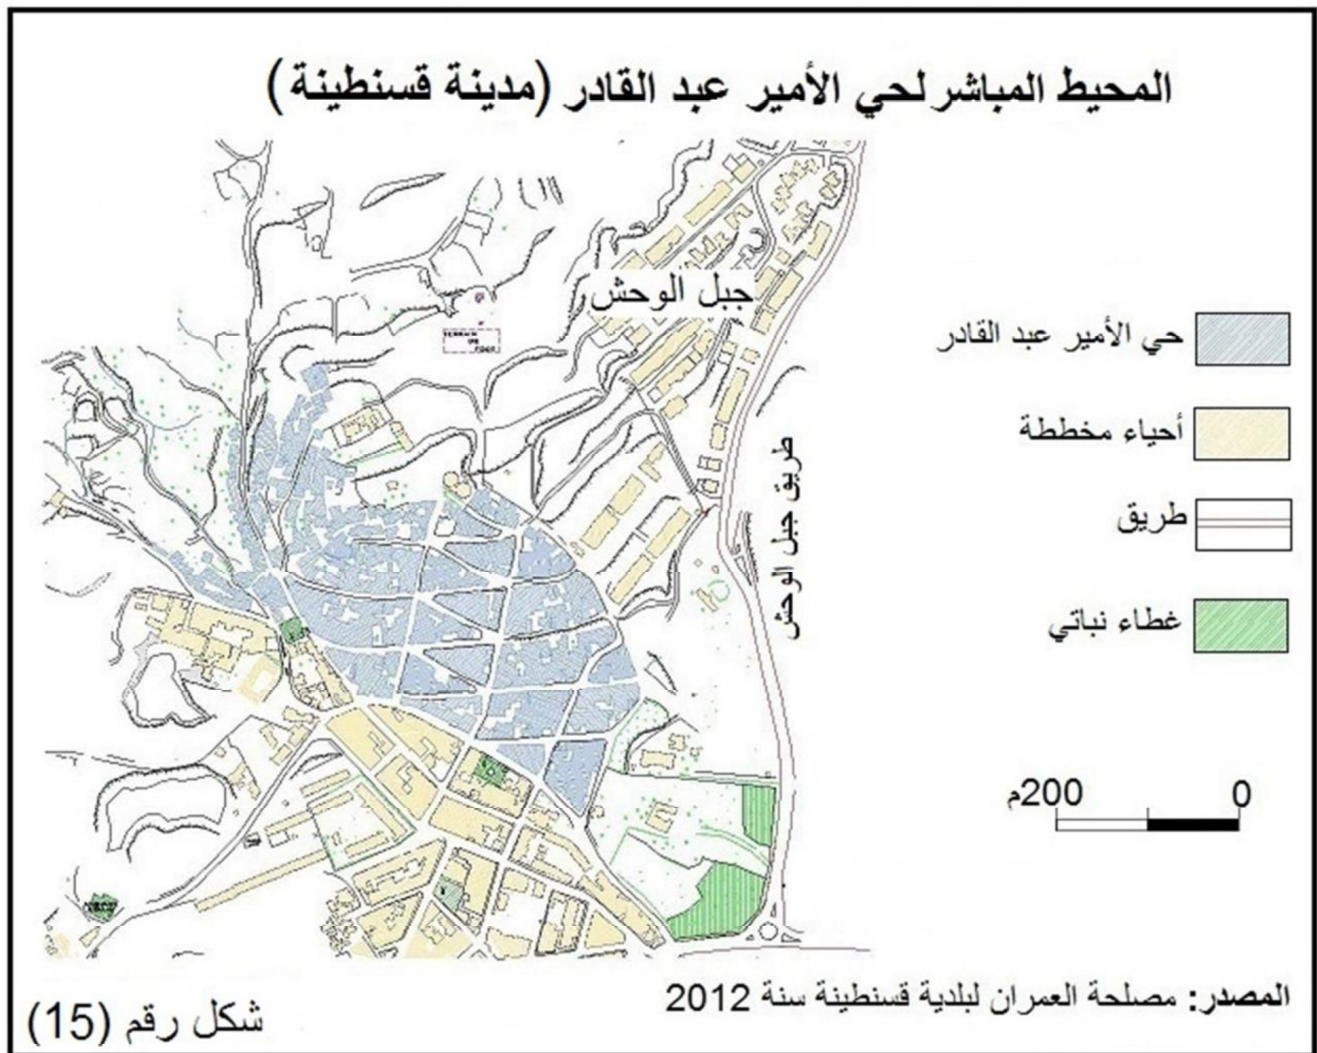 المحيط المباشر لحي الأمير عبد القادر (مدينة قسنطينة)
جبل الوحش
حي الأمير عبد القادر
أحياء مخططة
طريق
غطاء نباتي
طريق جبل الوحش
200م 0
المصدر: مصلحة العمران لبلدية قسنطينة سنة 2012
شكل رقم (15)